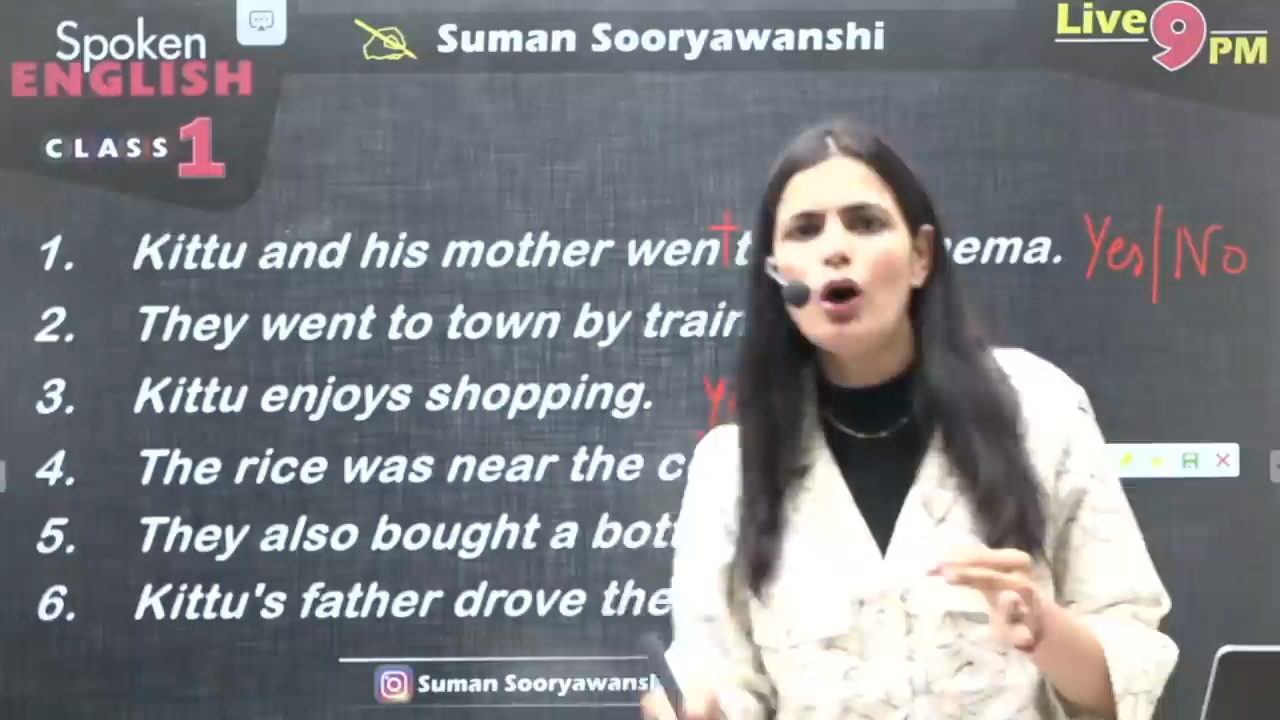 Spoken
ENGLISH
CLASS 1
Suman Sooryawanshi
Live 9 PM
1. Kittu and his mother went t
ema. Yes/No
2. They went to town by train
3. Kittu enjoys shopping.
4. The rice was near the
5. They also bought a
6. Kittu's father drove
Suman Sooryawansh